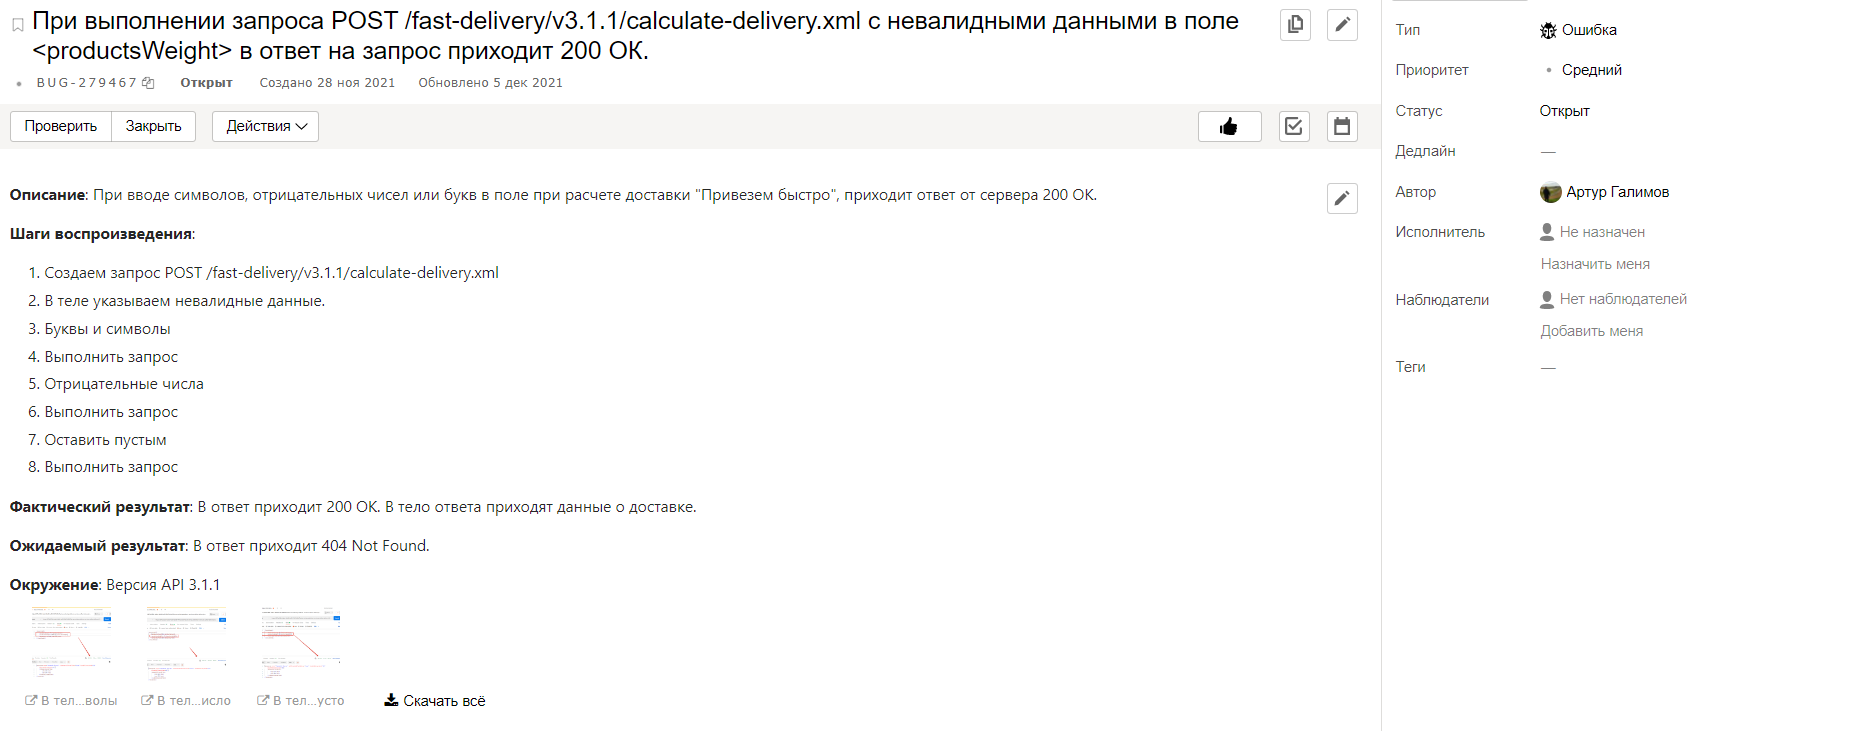 При выполнении запроса POST /fast-delivery/v3.1.1/calculate-delivery.xml с невалидными данными в поле
<productsWeight> в ответ на запрос приходит 200 ОК.
BUG-279467 Открыт Создано 28 ноя 2021 Обновлено 5 дек 2021
Проверить Закрыть Действия
Описание: При вводе символов, отрицательных чисел или букв в поле при расчете доставки "Привезем быстро", приходит ответ от сервера 200 ОК.
Шаги воспроизведения:
1. Создаем запрос POST /fast-delivery/v3.1.1/calculate-delivery.xml
2. В теле указываем невалидные данные.
3. Буквы и символы
4. Выполнить запрос
5. Отрицательные числа
6. Выполнить запрос
7. Оставить пустым
8. Выполнить запрос
Фактический результат: В ответ приходит 200 ОК. В тело ответа приходят данные о доставке.
Ожидаемый результат: В ответ приходит 404 Not Found.
Окружение: Версия API 3.1.1
В тел...волы В тел...исло В тел...усто Скачать всё
Тип Ошибка
Приоритет Средний
Статус Открыт
Дедлайн —
Автор Артур Галимов
Исполнитель Не назначен
Назначить меня
Наблюдатели Нет наблюдателей
Добавить меня
Теги —